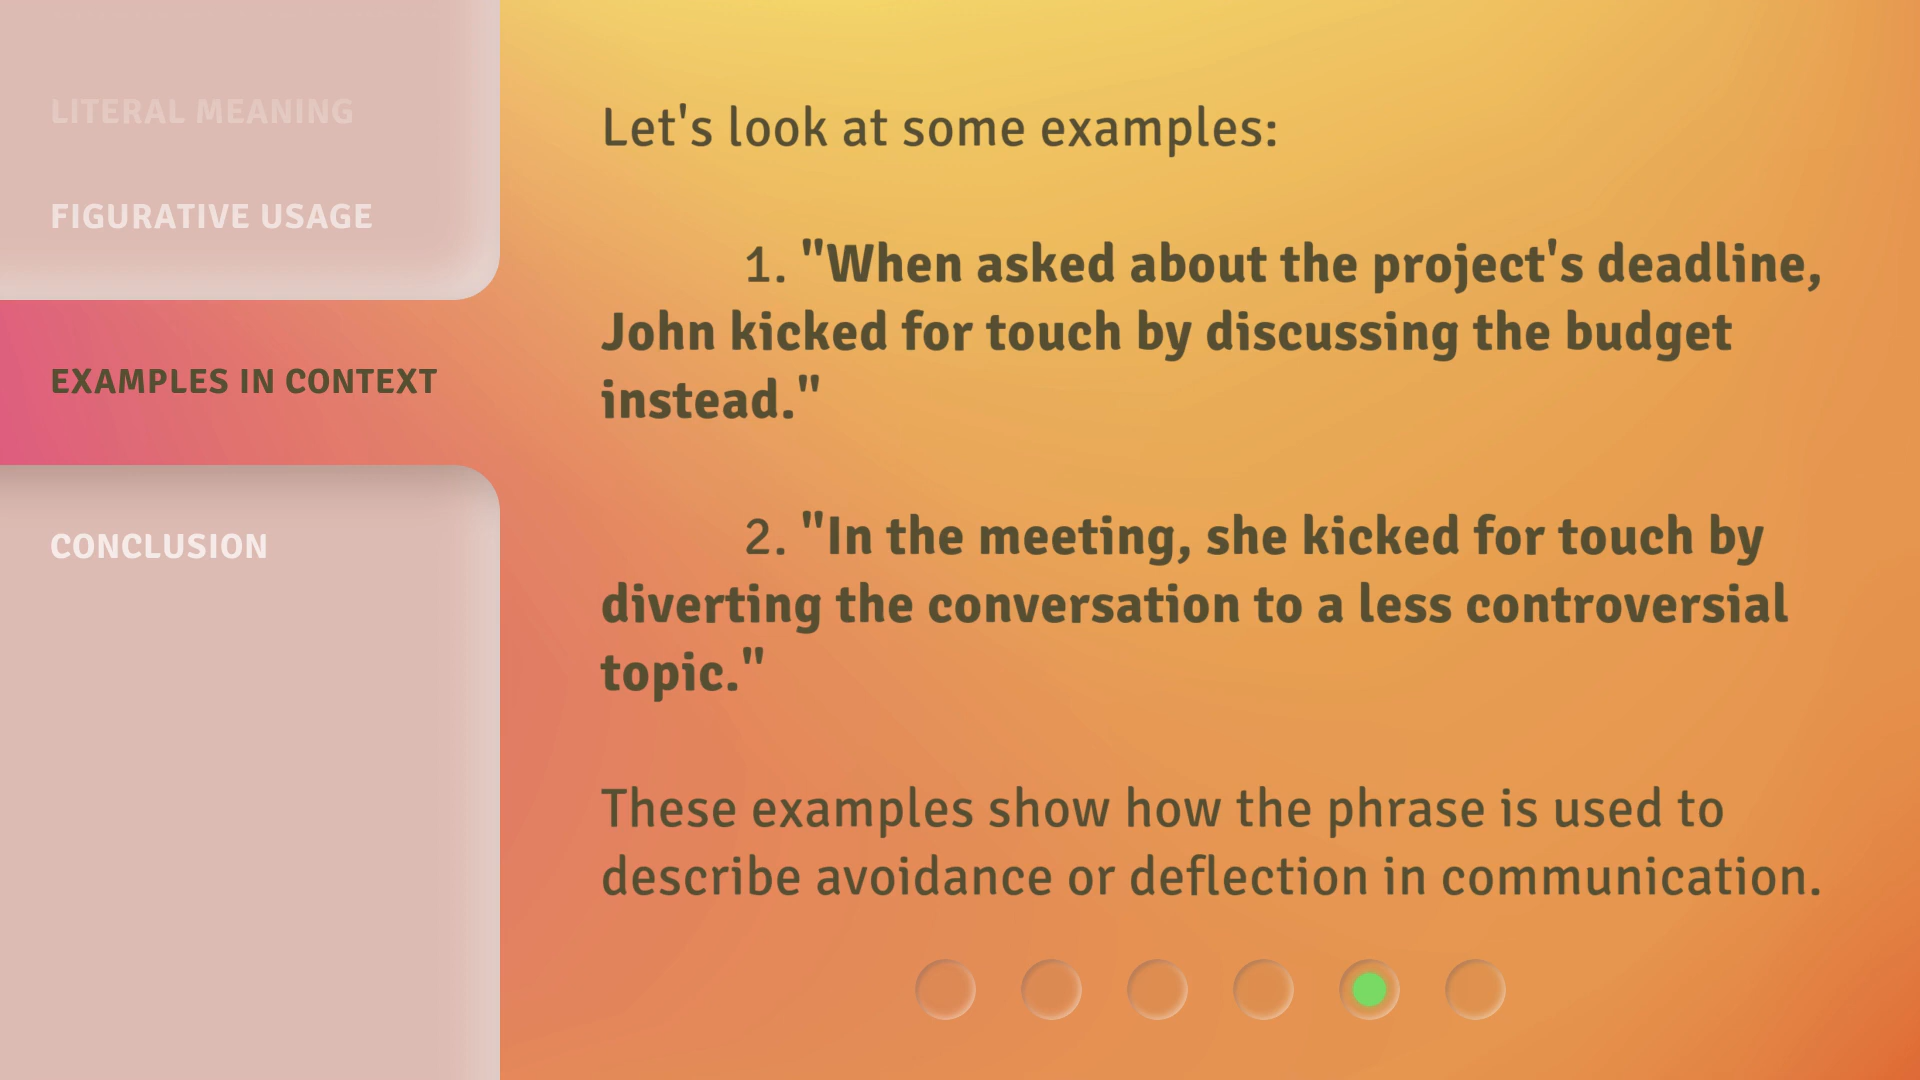 LITERAL MEANING
FIGURATIVE USAGE
EXAMPLES IN CONTEXT
CONCLUSION
Let's look at some examples:
1. "When asked about the project's deadline,
John kicked for touch by discussing the budget
instead."
2. "In the meeting, she kicked for touch by
diverting the conversation to a less controversial
topic."
These examples show how the phrase is used to
describe avoidance or deflection in communication.